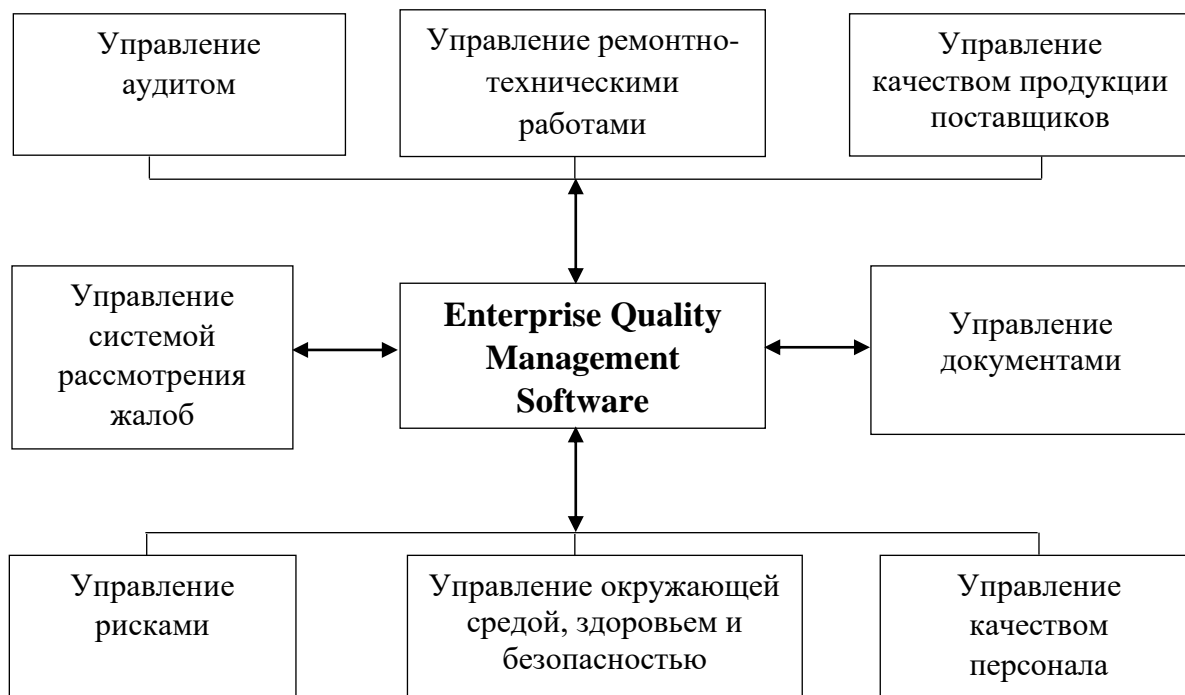 Управление
аудитом
Управление ремонтно-
техническими
работами
Управление
качеством продукции
поставщиков
Управление
системой
рассмотрения
жалоб
Enterprise Quality
Management
Software
Управление
документами
Управление
рисками
Управление окружающей
средой, здоровьем и
безопасностью
Управление
качеством
персонала